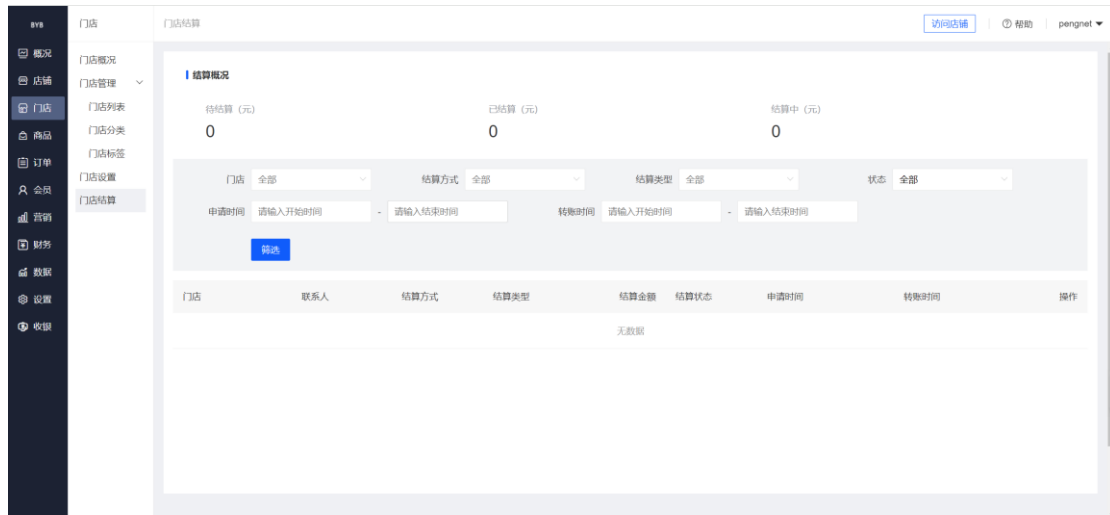 BYB
门店
门店结算
访问店铺
帮助
pengnet
概况
店铺
门店
商品
订单
会员
营销
财务
数据
设置
收银
门店概况
门店管理
门店列表
门店分类
门店标签
门店设置
门店结算
结算概况
待结算（元）
已结算（元）
结算中（元）
0
0
0
门店 全部
结算方式 全部
结算类型 全部
状态 全部
申请时间 请输入开始时间 - 请输入结束时间
转账时间 请输入开始时间 - 请输入结束时间
筛选
门店 联系人 结算方式 结算类型 结算金额 结算状态 申请时间 转账时间 操作
无数据